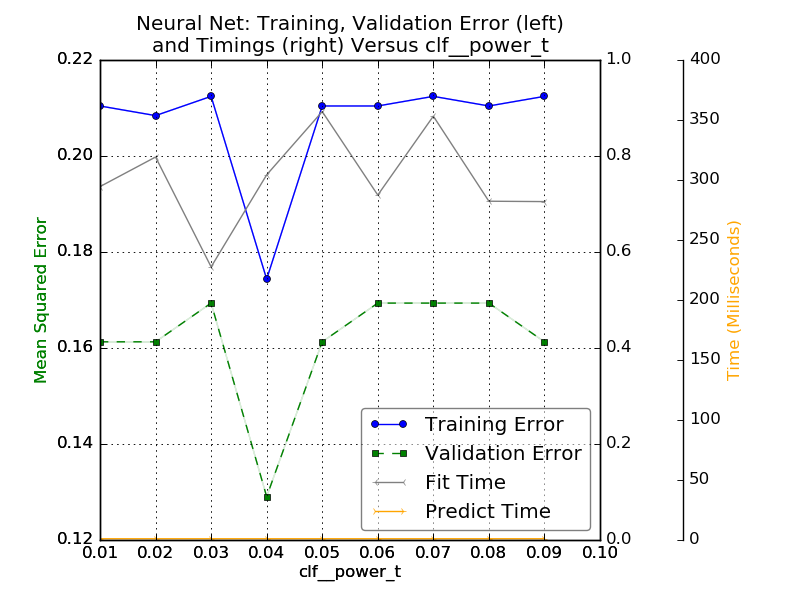 Neural Net: Training, Validation Error (left)
and Timings (right) Versus clf__power_t
Mean Squared Error
0.22
0.20
0.18
0.16
0.14
0.12
0.01 0.02 0.03 0.04 0.05 0.06 0.07 0.08 0.09 0.10
clf__power_t
1.0
0.8
0.6
0.4
0.2
0.0
400
350
300
250
200
150
100
50
0
Time (Milliseconds)
Training Error
Validation Error
Fit Time
Predict Time